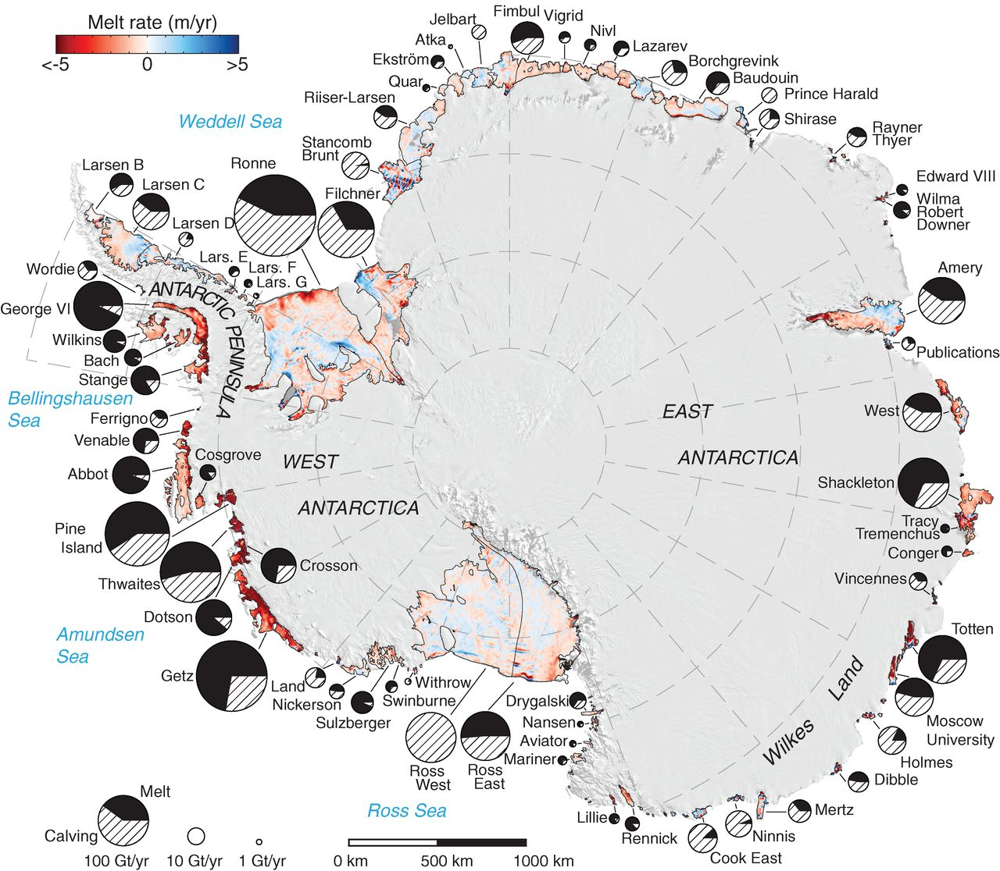 Melt rate (m/yr)
<-5
0
>5
Weddell Sea
Jelbart
Fimbul
Vigrid
Atka
Nivl
Ekström
Lazarev
Quar
Borchgrevink
Baudouin
Riiser-Larsen
Prince Harald
Shirase
Stancomb
Brunt
Rayner
Thyer
Ronne
Filchner
Larsen B
Larsen C
Larsen D
Edward VIII
Wilma
Robert
Downer
Lars. E
Lars. F
Lars. G
Wordie
George VI
Wilkins
Bach
Stange
ANTARCTIC PENINSULA
Amery
Publications
Bellingshausen
Sea
Ferrigno
Venable
Abbot
Cosgrove
WEST
ANTARCTICA
EAST
ANTARCTICA
West
Shackleton
Tracy
Tremenchus
Conger
Vincennes
Pine
Island
Thwaites
Crosson
Dotson
Amundsen
Sea
Getz
Land
Nickerson
Sulzberger
Swinburne
Withrow
Ross
West
Ross
East
Drygalski
Nansen
Aviator
Mariner
Wilkes Land
Totten
Moscow
University
Holmes
Dibble
Mertz
Ninnis
Cook East
Rennick
Lillie
Ross Sea
Melt
Calving
100 Gt/yr
10 Gt/yr
1 Gt/yr
0 km
500 km
1000 km